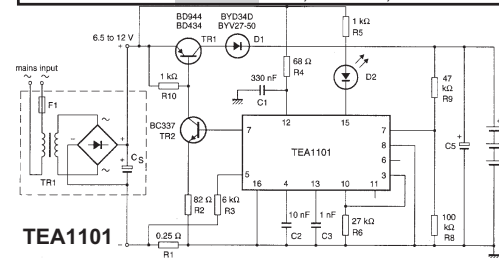 BD944
BD434
BYD34D
BYV27-50
TR1
D1
6.5 to 12 V
+
1 kΩ
R5
mains input
~
~
F1
1 kΩ
R10
330 nF
C1
68 Ω
R4
D2
47
kΩ
R9
BC337
TR2
12
15
7
7
TEA1101
8
6
5
3
16
4
13
10
11
C5
+
~
~
-
+
+
CS
TR1
82 Ω
R2
6 kΩ
R3
10 nF
C2
1 nF
C3
27 kΩ
R6
100
kΩ
R8
TEA1101
-
0.25 Ω
R1